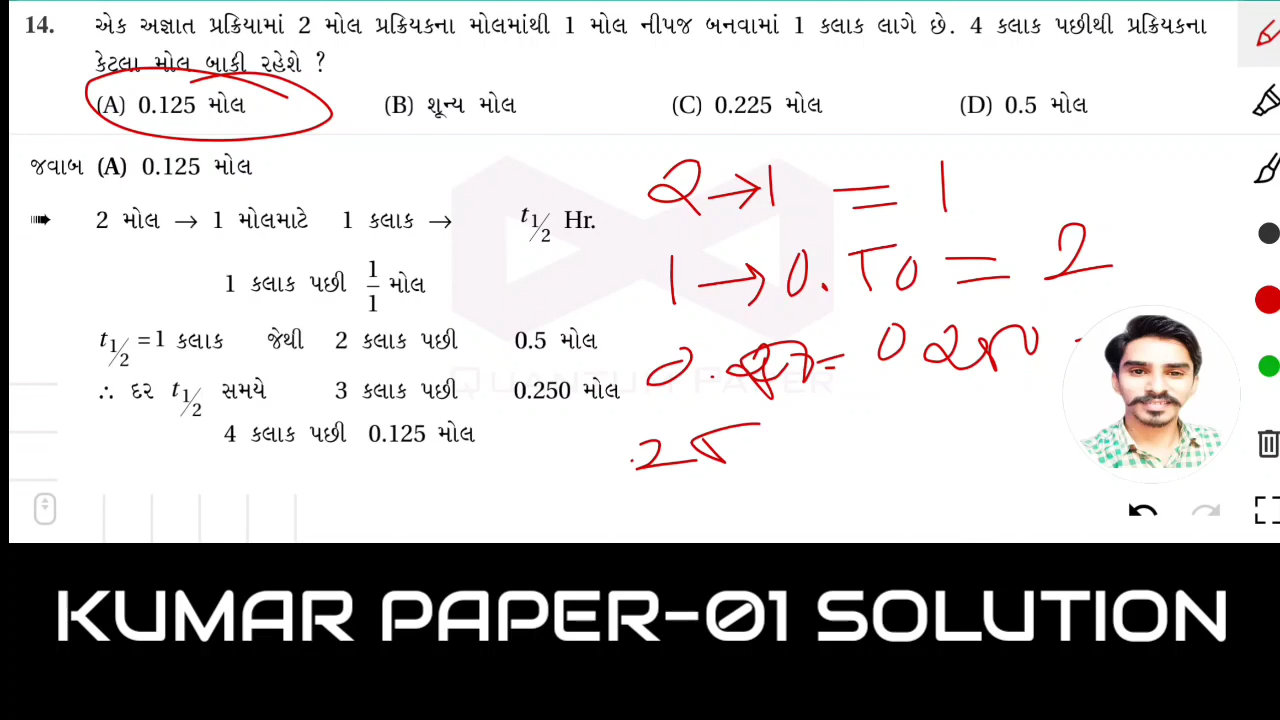 14. એક અજ્ઞાત પ્રક્રિયામાં 2 મોલ પ્રક્રિયકના મોલમાંથી 1 મોલ નીપજ બનવામાં 1 કલાક લાગે છે. 4 કલાક પછીથી પ્રક્રિયકના
કેટલા મોલ બાકી રહેશે ?
(A) 0.125 મોલ (B) શૂન્ય મોલ (C) 0.225 મોલ (D) 0.5 મોલ
જવાબ (A) 0.125 મોલ
➠ 2 મોલ → 1 મોલમાટે 1 કલાક → t1/2 Hr.
1 કલાક પછી 1/1 મોલ
t1/2 = 1 કલાક જેથી 2 કલાક પછી 0.5 મોલ
∴ દર t1/2 સમયે 3 કલાક પછી 0.250 મોલ
4 કલાક પછી 0.125 મોલ
2 → 1 = 1
1 → 0.50 = 2
QUANTUM PAPER
KUMAR PAPER-01 SOLUTION